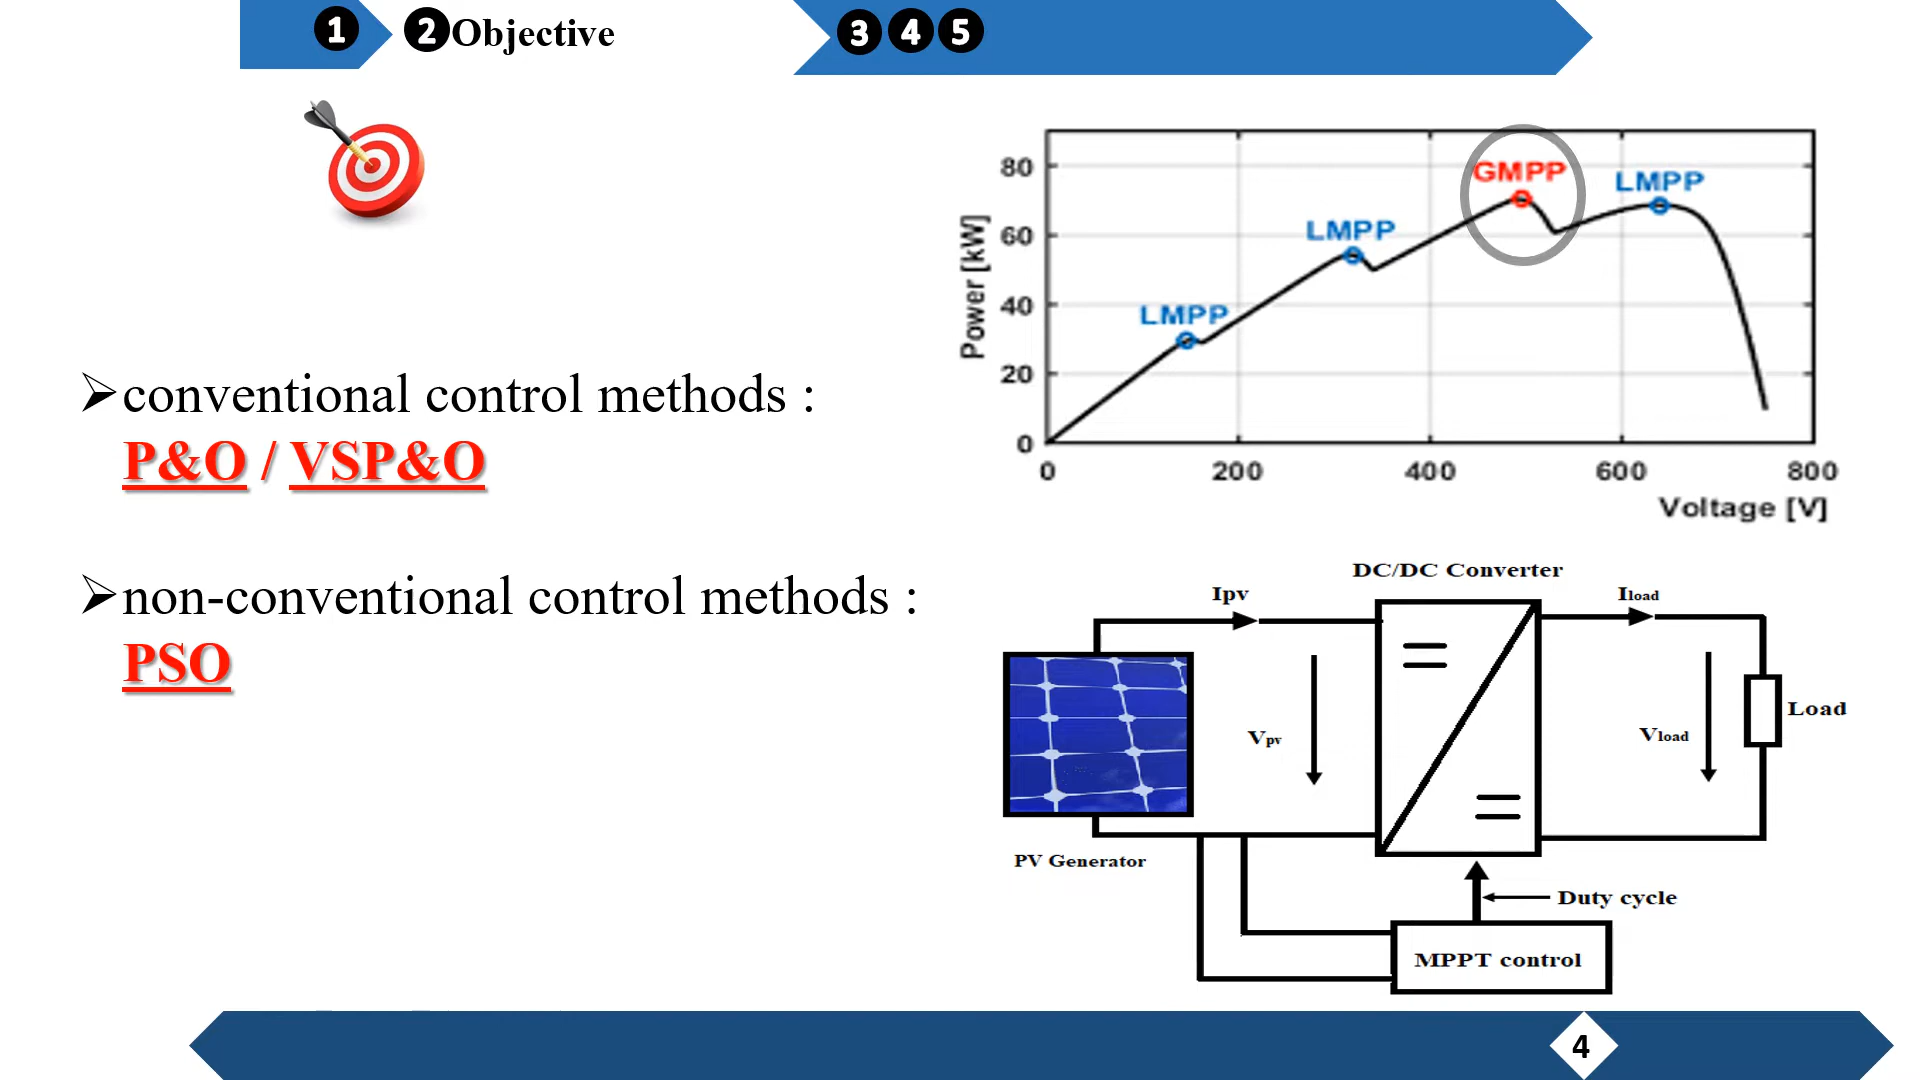 ❶ ❷Objective ❸❹❺
➢conventional control methods :
P&O / VSP&O
➢non-conventional control methods :
PSO
GMPP
LMPP
LMPP
LMPP
Power [kW]
80
60
40
20
0
0 200 400 600 800
Voltage [V]
DC/DC Converter
Ipv
Iload
Vpv
Vload
Load
PV Generator
Duty cycle
MPPT control
4